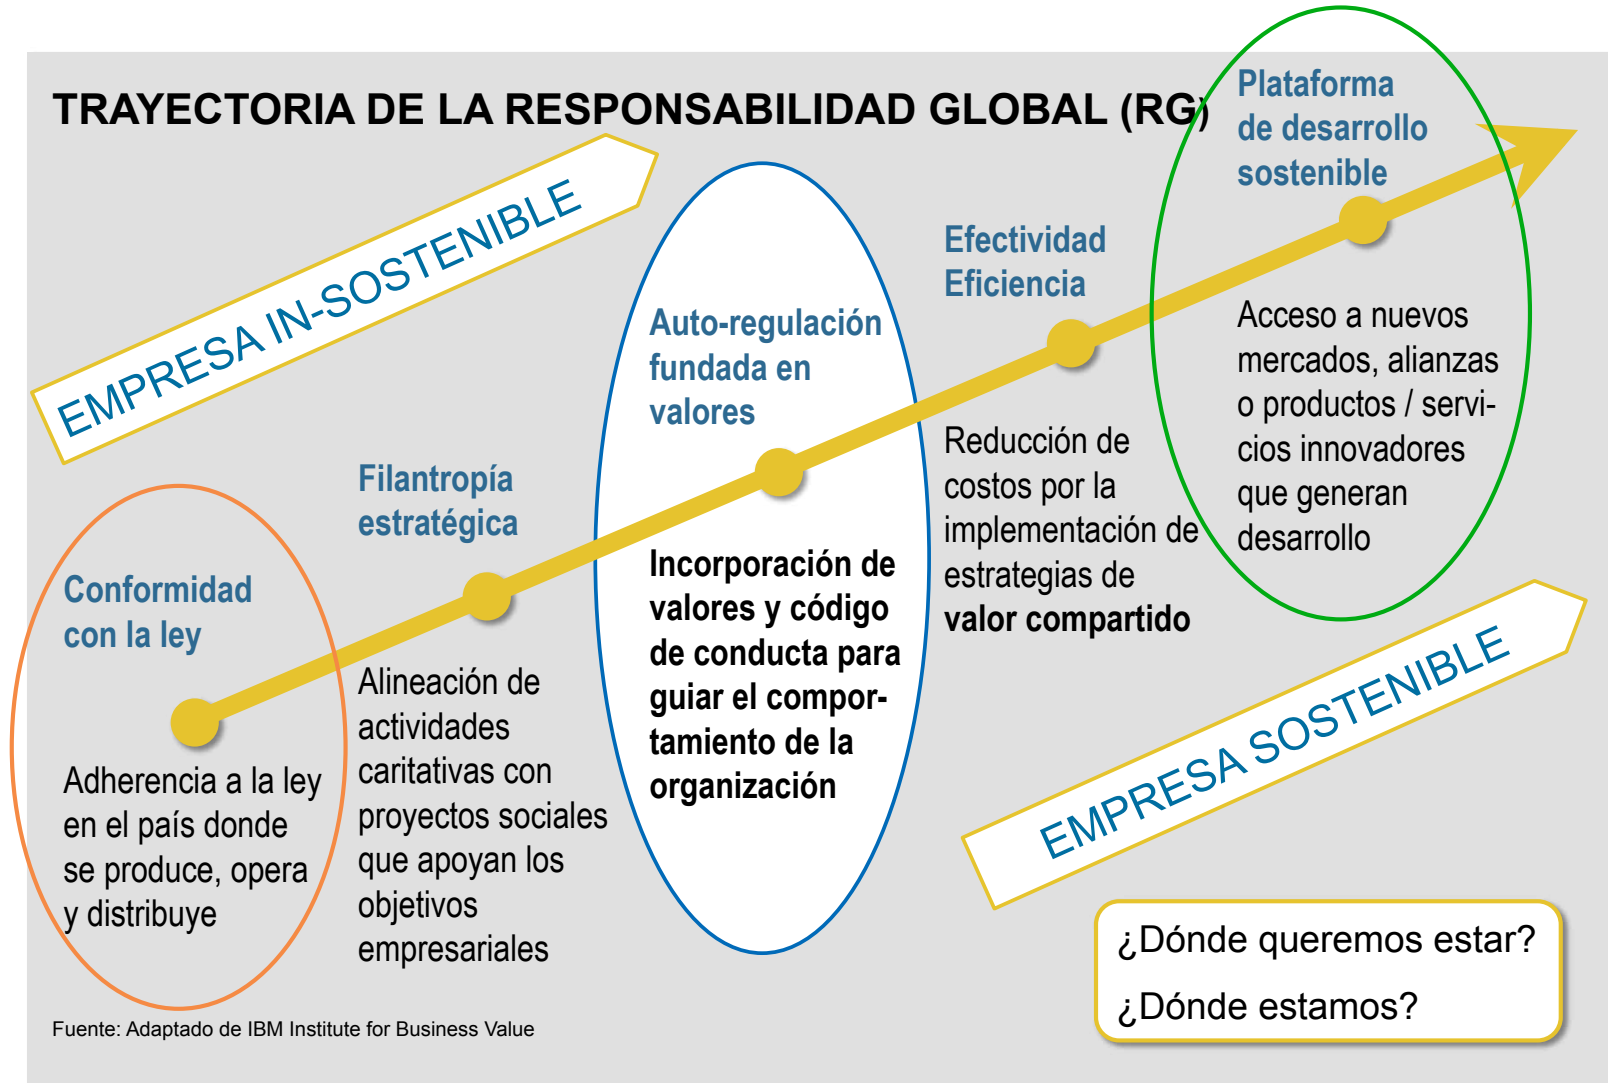 TRAYECTORIA DE LA RESPONSABILIDAD GLOBAL (RG)
EMPRESA IN-SOSTENIBLE
Conformidad
con la ley
Adherencia a la ley
en el país donde
se produce, opera
y distribuye
Filantropía
estratégica
Alineación de
actividades
caritativas con
proyectos sociales
que apoyan los
objetivos
empresariales
Auto-regulación
fundada en
valores
Incorporación de
valores y código
de conducta para
guiar el compor-
tamiento de la
organización
Efectividad
Eficiencia
Reducción de
costos por la
implementación de
estrategias de
valor compartido
Plataforma
de desarrollo
sostenible
Acceso a nuevos
mercados, alianzas
o productos / servi-
cios innovadores
que generan
desarrollo
EMPRESA SOSTENIBLE
¿Dónde queremos estar?
¿Dónde estamos?
Fuente: Adaptado de IBM Institute for Business Value